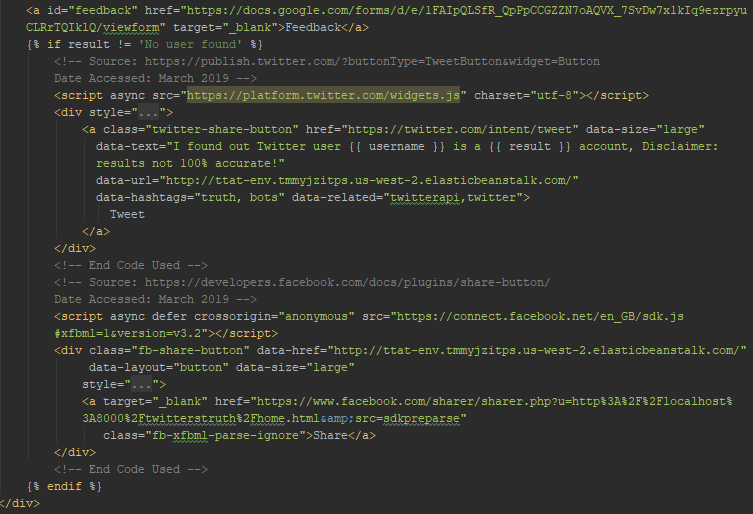 <a id="feedback" href="https://docs.google.com/forms/d/e/1FAIpQLSfR_QpPpCCGZZN7oAQVX_7SvDw7x1kIq9ezrpyu
CLRrTQIklQ/viewform" target="_blank">Feedback</a>
{% if result != 'No user found' %}
<!-- Source: https://publish.twitter.com/?buttonType=TweetButton&widget=Button
Date Accessed: March 2019 -->
<script async src="https://platform.twitter.com/widgets.js" charset="utf-8"></script>
<div style="...">
<a class="twitter-share-button" href="https://twitter.com/intent/tweet" data-size="large"
data-text="I found out Twitter user {{ username }} is a {{ result }} account, Disclaimer:
results not 100% accurate!"
data-url="http://ttat-env.tmmyjzitps.us-west-2.elasticbeanstalk.com/"
data-hashtags="truth, bots" data-related="twitterapi,twitter">
Tweet
</a>
</div>
<!-- End Code Used -->
<!-- Source: https://developers.facebook.com/docs/plugins/share-button/
Date Accessed: March 2019 -->
<script async defer crossorigin="anonymous" src="https://connect.facebook.net/en_GB/sdk.js
#xfbml=1&version=v3.2"></script>
<div class="fb-share-button" data-href="http://ttat-env.tmmyjzitps.us-west-2.elasticbeanstalk.com/"
data-layout="button" data-size="large"
style="...">
<a target="_blank" href="https://www.facebook.com/sharer/sharer.php?u=http%3A%2F%2Flocalhost%
3A8000%2Ftwitterstruth%2Fhome.html&amp;src=sdkpreparse"
class="fb-xfbml-parse-ignore">Share</a>
</div>
<!-- End Code Used -->
{% endif %}
</div>